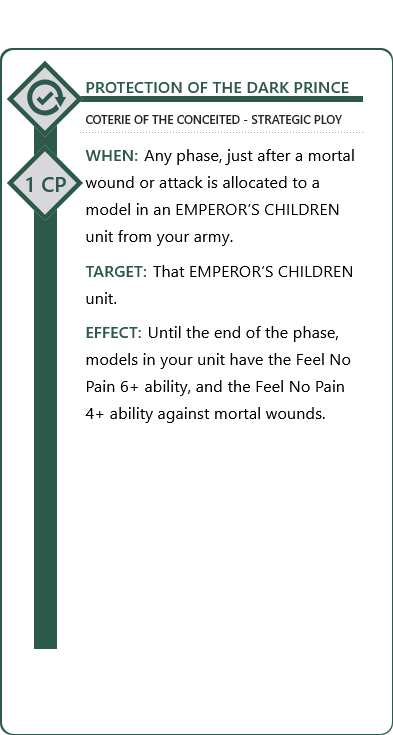 PROTECTION OF THE DARK PRINCE
COTERIE OF THE CONCEITED - STRATEGIC PLOY
1 CP
WHEN: Any phase, just after a mortal
wound or attack is allocated to a
model in an EMPEROR’S CHILDREN
unit from your army.
TARGET: That EMPEROR’S CHILDREN
unit.
EFFECT: Until the end of the phase,
models in your unit have the Feel No
Pain 6+ ability, and the Feel No Pain
4+ ability against mortal wounds.